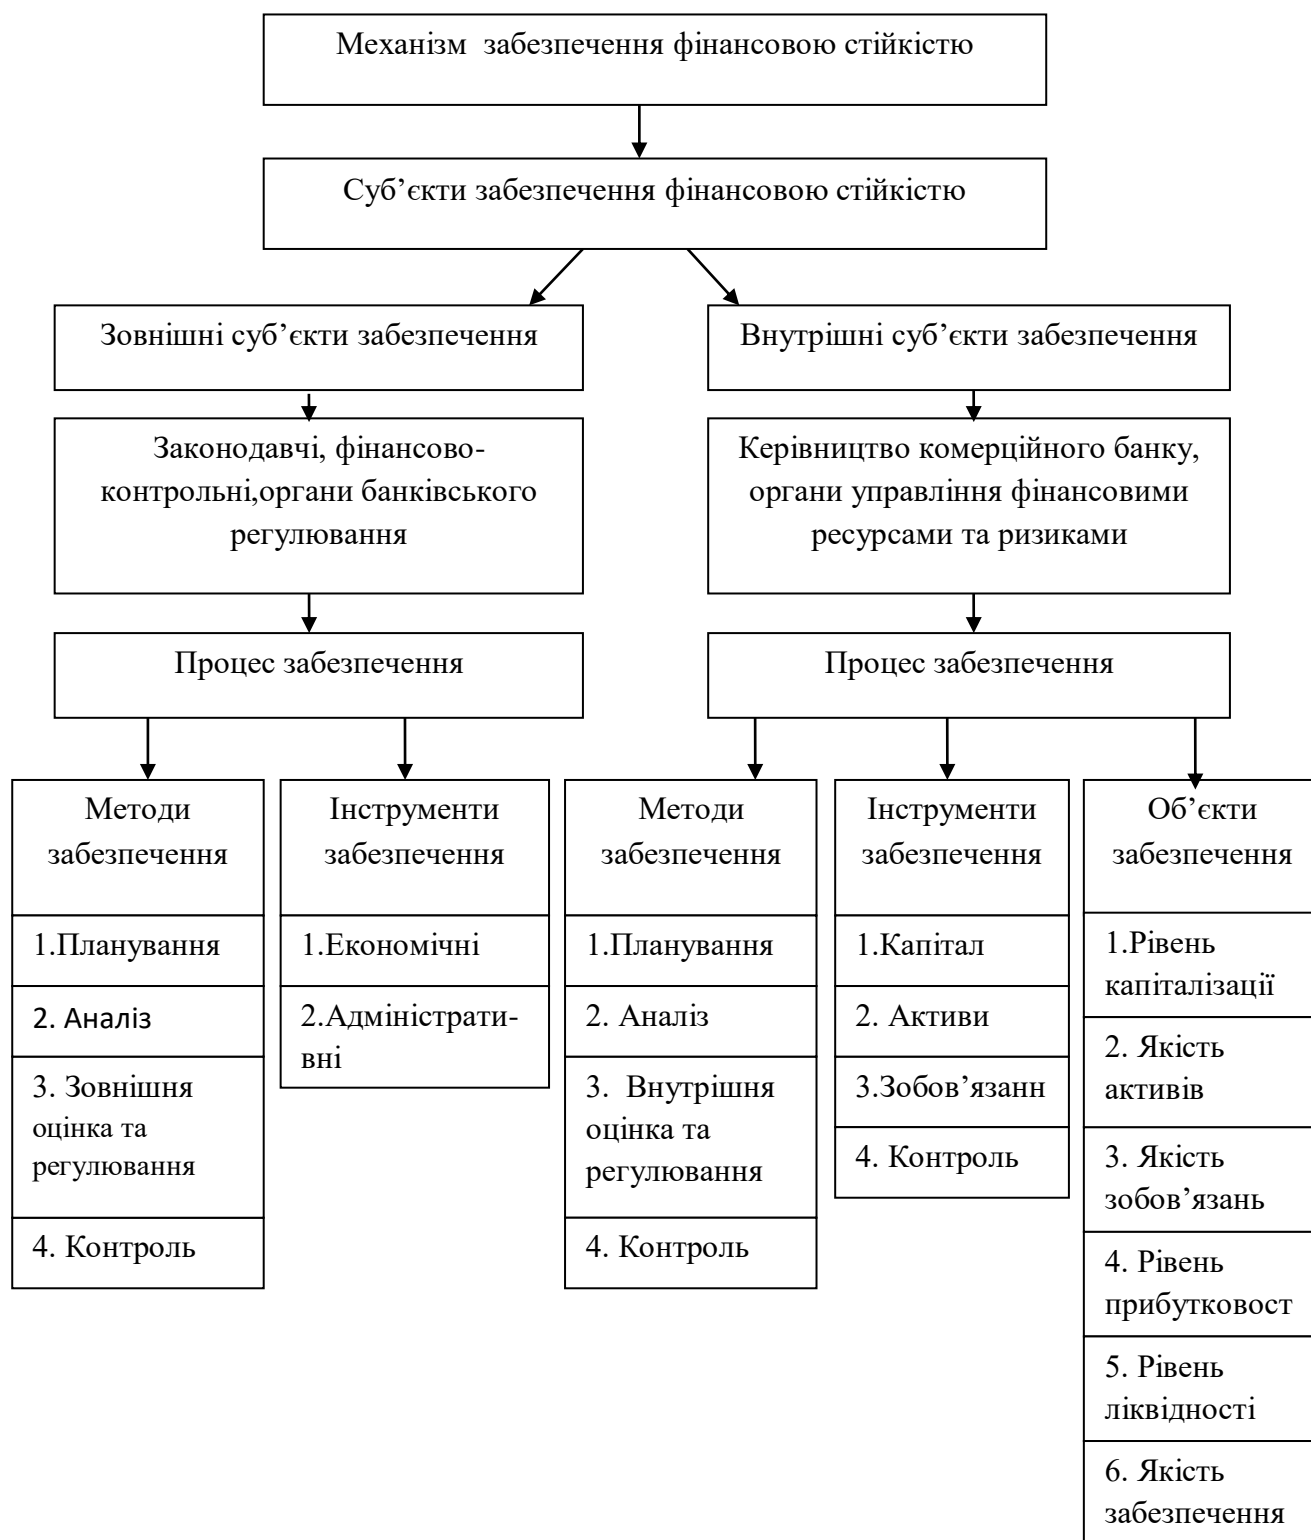 Механізм забезпечення фінансовою стійкістю
Суб’єкти забезпечення фінансовою стійкістю
Зовнішні суб’єкти забезпечення
Внутрішні суб’єкти забезпечення
Законодавчі, фінансово-
контрольні,органи банківського
регулювання
Керівництво комерційного банку,
органи управління фінансовими
ресурсами та ризиками
Процес забезпечення
Процес забезпечення
Методи
забезпечення
1.Планування
2. Аналіз
3. Зовнішня
оцінка та
регулювання
4. Контроль
Інструменти
забезпечення
1.Економічні
2.Адміністрати-
вні
Методи
забезпечення
1.Планування
2. Аналіз
3. Внутрішня
оцінка та
регулювання
4. Контроль
Інструменти
забезпечення
1.Капітал
2. Активи
3.Зобов’язанн
4. Контроль
Об’єкти
забезпечення
1.Рівень
капіталізації
2. Якість
активів
3. Якість
зобов’язань
4. Рівень
прибутковост
5. Рівень
ліквідності
6. Якість
забезпечення